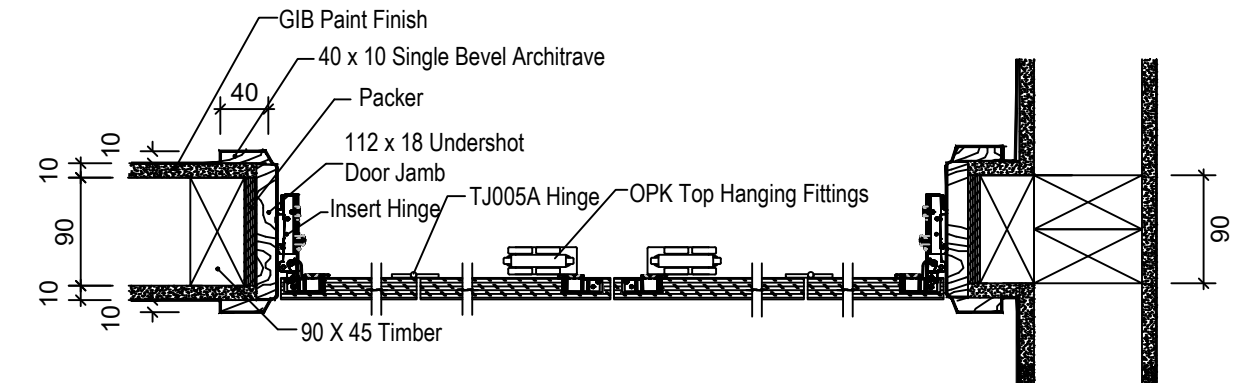 GIB Paint Finish
40 x 10 Single Bevel Architrave
40
Packer
112 x 18 Undershot
Door Jamb
TJ005A Hinge
OPK Top Hanging Fittings
Insert Hinge
10
10
90
10
10
90
90 X 45 Timber